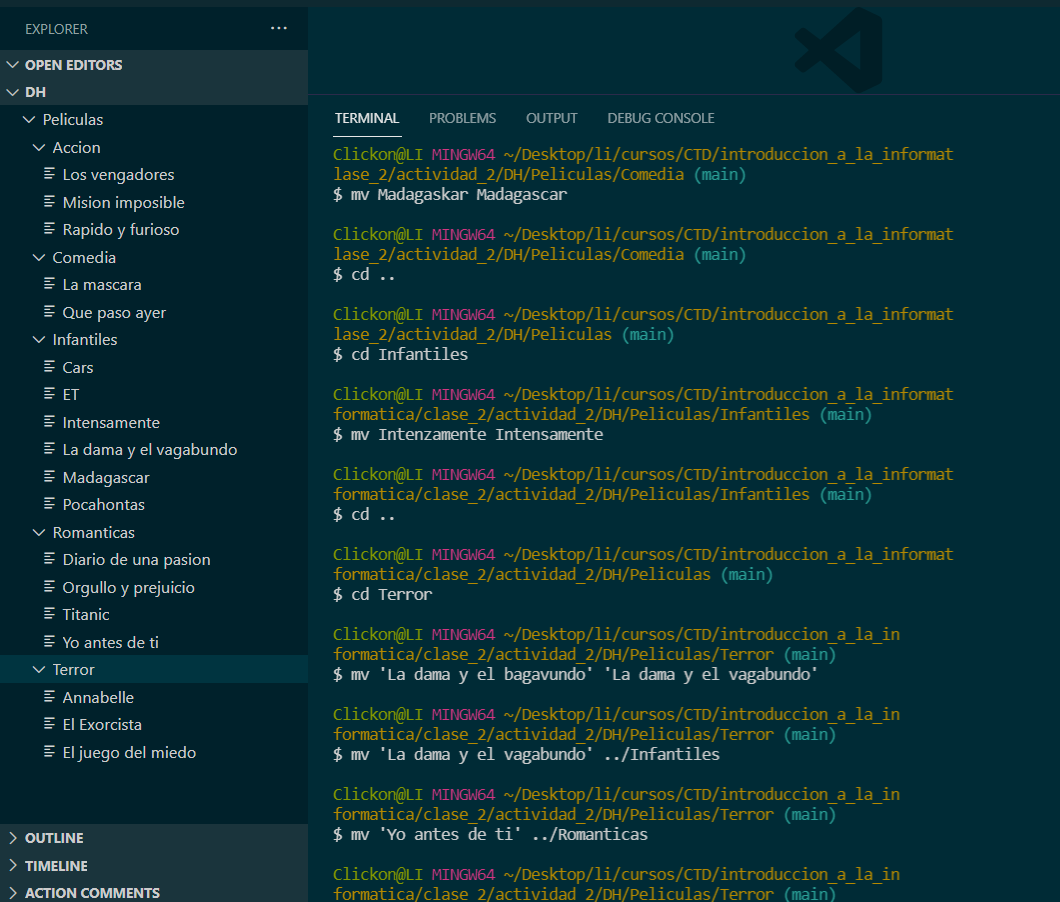 EXPLORER
OPEN EDITORS
DH
Peliculas
Accion
Los vengadores
Mision imposible
Rapido y furioso
Comedia
La mascara
Que paso ayer
Infantiles
Cars
ET
Intensamente
La dama y el vagabundo
Madagascar
Pocahontas
Romanticas
Diario de una pasion
Orgullo y prejuicio
Titanic
Yo antes de ti
Terror
Annabelle
El Exorcista
El juego del miedo
OUTLINE
TIMELINE
ACTION COMMENTS
TERMINAL PROBLEMS OUTPUT DEBUG CONSOLE
Clickon@LI MINGW64 ~/Desktop/li/cursos/CTD/introduccion_a_la_informat
lase_2/actividad_2/DH/Peliculas/Comedia (main)
$ mv Madagaskar Madagascar
Clickon@LI MINGW64 ~/Desktop/li/cursos/CTD/introduccion_a_la_informat
lase_2/actividad_2/DH/Peliculas/Comedia (main)
$ cd ..
Clickon@LI MINGW64 ~/Desktop/li/cursos/CTD/introduccion_a_la_informat
lase_2/actividad_2/DH/Peliculas (main)
$ cd Infantiles
Clickon@LI MINGW64 ~/Desktop/li/cursos/CTD/introduccion_a_la_informat
formatica/clase_2/actividad_2/DH/Peliculas/Infantiles (main)
$ mv Intenzamente Intensamente
Clickon@LI MINGW64 ~/Desktop/li/cursos/CTD/introduccion_a_la_informat
formatica/clase_2/actividad_2/DH/Peliculas/Infantiles (main)
$ cd ..
Clickon@LI MINGW64 ~/Desktop/li/cursos/CTD/introduccion_a_la_informat
formatica/clase_2/actividad_2/DH/Peliculas (main)
$ cd Terror
Clickon@LI MINGW64 ~/Desktop/li/cursos/CTD/introduccion_a_la_in
formatica/clase_2/actividad_2/DH/Peliculas/Terror (main)
$ mv 'La dama y el bagavundo' 'La dama y el vagabundo'
Clickon@LI MINGW64 ~/Desktop/li/cursos/CTD/introduccion_a_la_in
formatica/clase_2/actividad_2/DH/Peliculas/Terror (main)
$ mv 'La dama y el vagabundo' ../Infantiles
Clickon@LI MINGW64 ~/Desktop/li/cursos/CTD/introduccion_a_la_in
formatica/clase_2/actividad_2/DH/Peliculas/Terror (main)
$ mv 'Yo antes de ti' ../Romanticas
Clickon@LI MINGW64 ~/Desktop/li/cursos/CTD/introduccion_a_la_in
formatica/clase_2/actividad_2/DH/Peliculas/Terror (main)